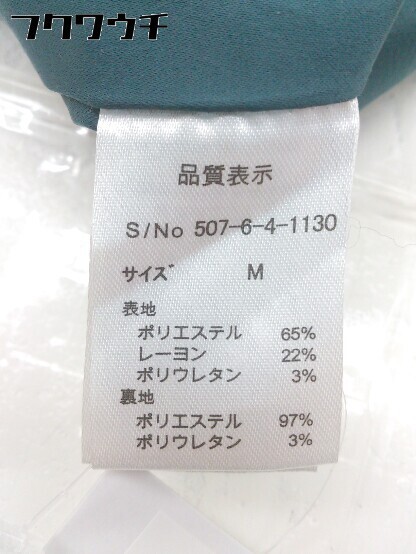 フクワウチ
品質表示
S/No 507-6-4-1130
サイズ M
表地
ポリエステル 65%
レーヨン 22%
ポリウレタン 3%
裏地
ポリエステル 97%
ポリウレタン 3%